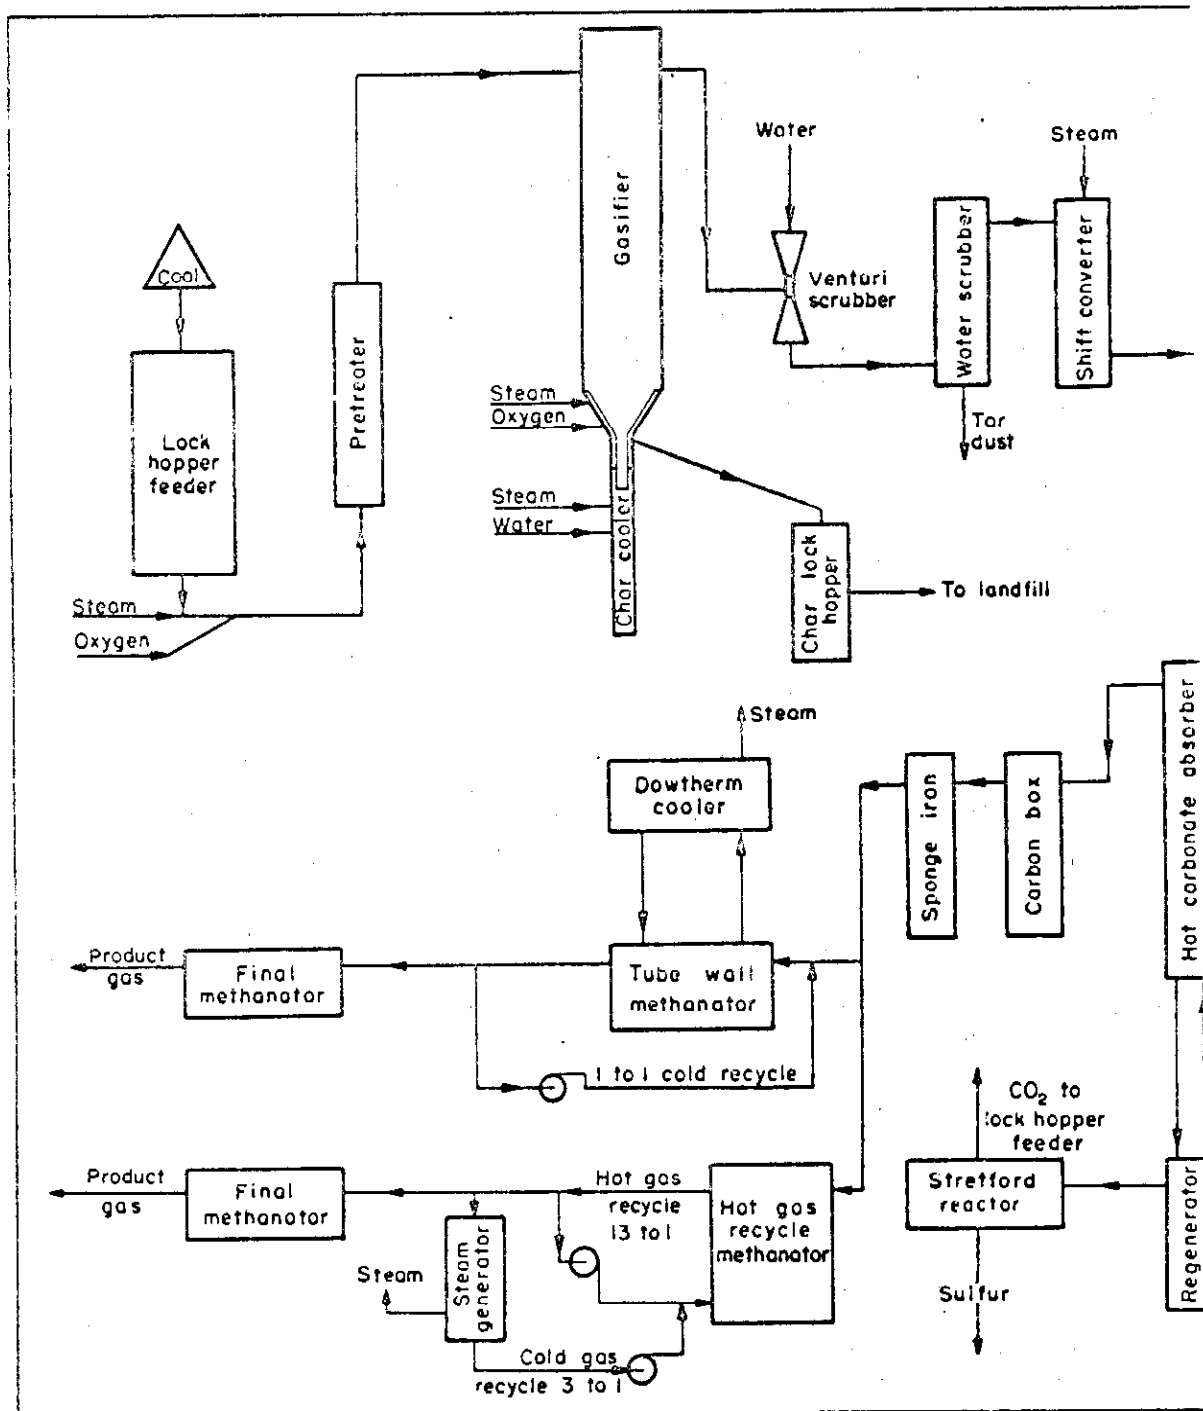 Coal
Lock
hopper
feeder
Steam
Oxygen
Pretreater
Gasifier
Steam
Oxygen
Steam
Water
Char cooler
Char lock
hopper
To landfill
Water
Venturi
scrubber
Water scrubber
Tar
dust
Steam
Shift converter
Hot carbonate absorber
Carbon box
Sponge iron
Steam
Dowtherm
cooler
Tube wall
methanator
1 to 1 cold recycle
Final
methanator
Product
gas
CO₂ to
lock hopper
feeder
Stretford
reactor
Sulfur
Regenerator
Hot gas
recycle
methanator
Hot gas
recycle
13 to 1
Steam
generator
Steam
Cold gas
recycle 3 to 1
Final
methanator
Product
gas